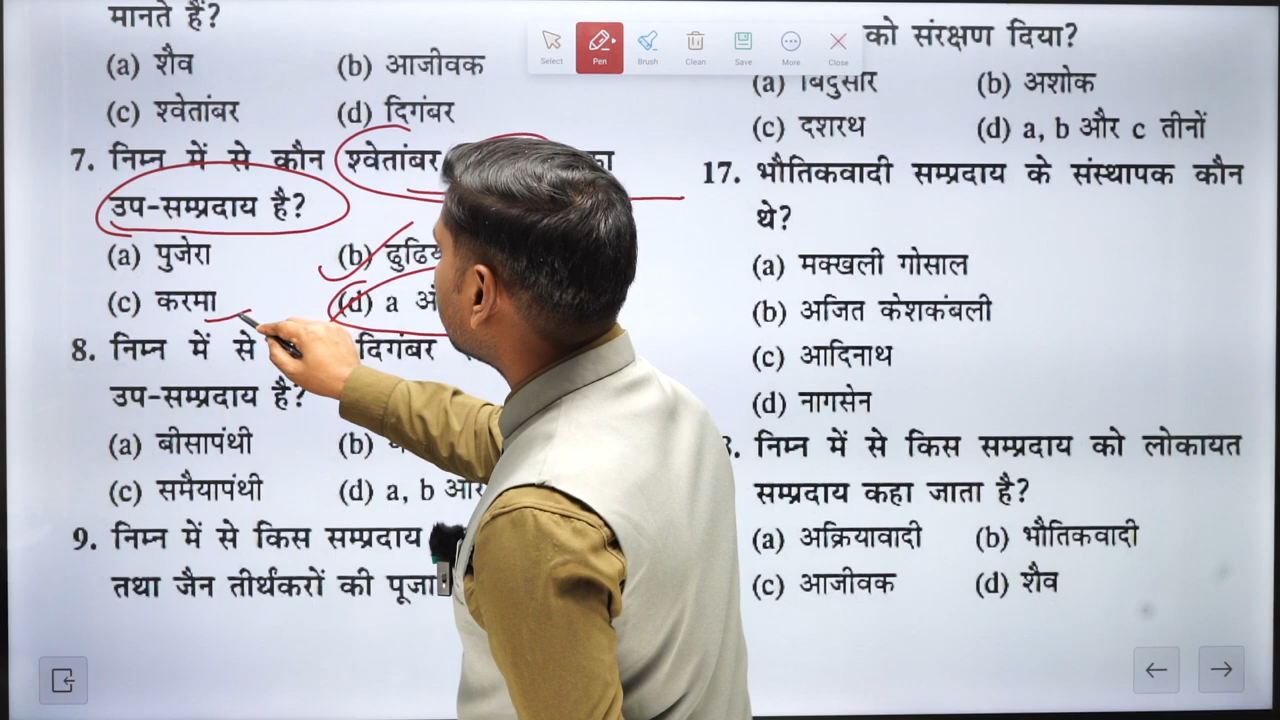 Select Pen Brush Clean Save More Close
मानते हैं?
(a) शैव (b) आजीवक
(c) श्वेतांबर (d) दिगंबर
7. निम्न में से कौन श्वेतांबर का
उप-सम्प्रदाय है?
(a) पुजेरा (b)
(c) करमा (d) a
8. निम्न में से दिगंबर
उप-सम्प्रदाय है?
(a) बीसापंथी (b)
(c) समैयापंथी (d) a, b और
9. निम्न में से किस सम्प्रदाय
तथा जैन तीर्थंकरों की पूजा
को संरक्षण दिया?
(a) बिंदुसार (b) अशोक
(c) दशरथ (d) a, b और c तीनों
17. भौतिकवादी सम्प्रदाय के संस्थापक कौन
थे?
(a) मक्खली गोसाल
(b) अजित केशकंबली
(c) आदिनाथ
(d) नागसेन
निम्न में से किस सम्प्रदाय को लोकायत
सम्प्रदाय कहा जाता है?
(a) अक्रियावादी (b) भौतिकवादी
(c) आजीवक (d) शैव